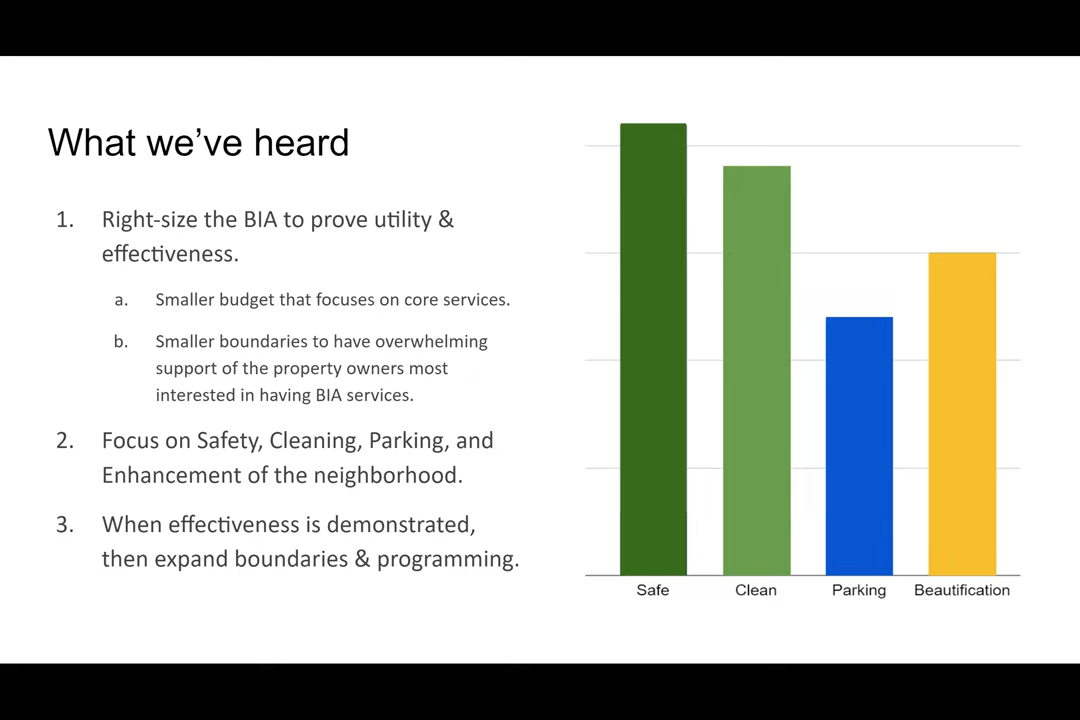 What we've heard
1. Right-size the BIA to prove utility &
effectiveness.
a. Smaller budget that focuses on core services.
b. Smaller boundaries to have overwhelming
support of the property owners most
interested in having BIA services.
2. Focus on Safety, Cleaning, Parking, and
Enhancement of the neighborhood.
3. When effectiveness is demonstrated,
then expand boundaries & programming.
Safe Clean Parking Beautification